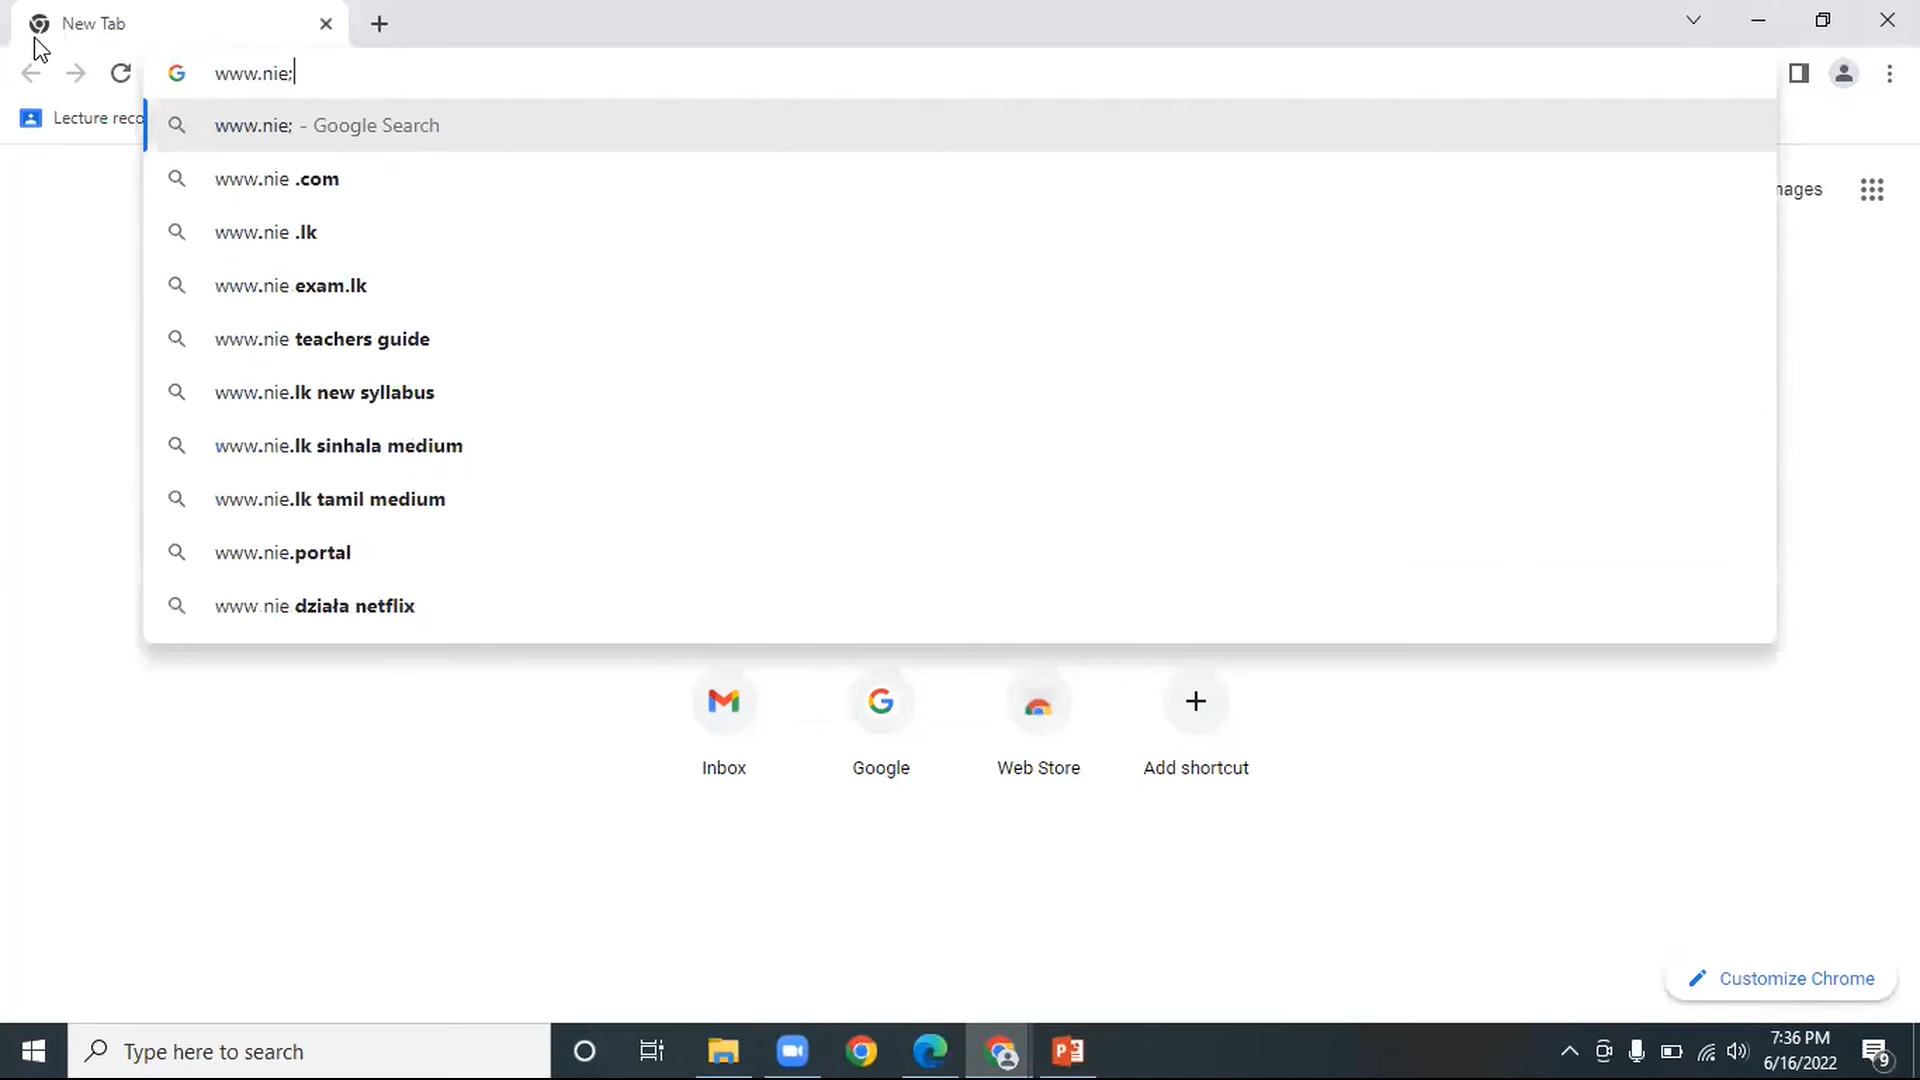 New Tab
www.nie;
Lecture reco
www.nie; - Google Search
www.nie .com
www.nie .lk
nages
www.nie exam.lk
www.nie teachers guide
www.nie.lk new syllabus
www.nie.lk sinhala medium
www.nie.lk tamil medium
www.nie.portal
www nie działa netflix
Inbox
Google
Web Store
Add shortcut
Customize Chrome
Type here to search
7:36 PM
6/16/2022
9